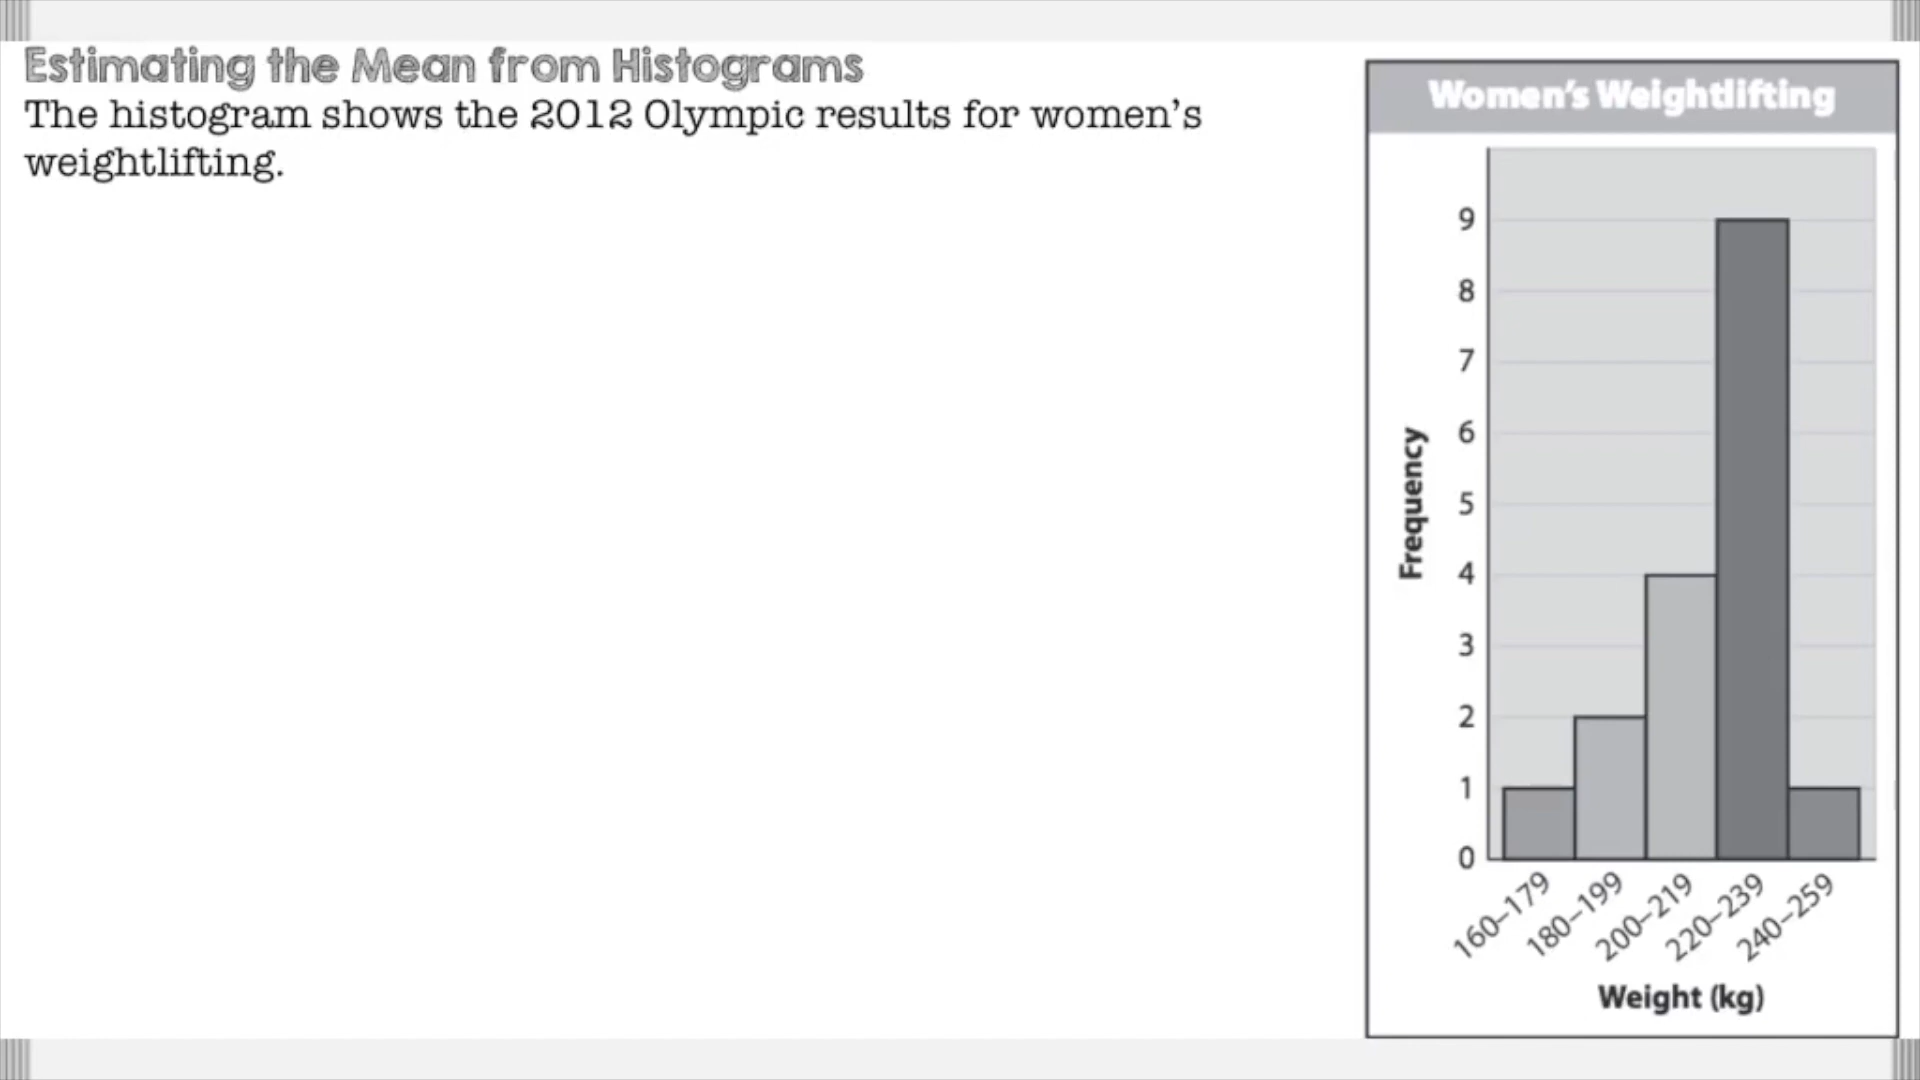 Estimating the Mean from Histograms
The histogram shows the 2012 Olympic results for women's
weightlifting.
Women's Weightlifting
Frequency
9
8
7
6
5
4
3
2
1
0
160–179
180–199
200–219
220–239
240–259
Weight (kg)